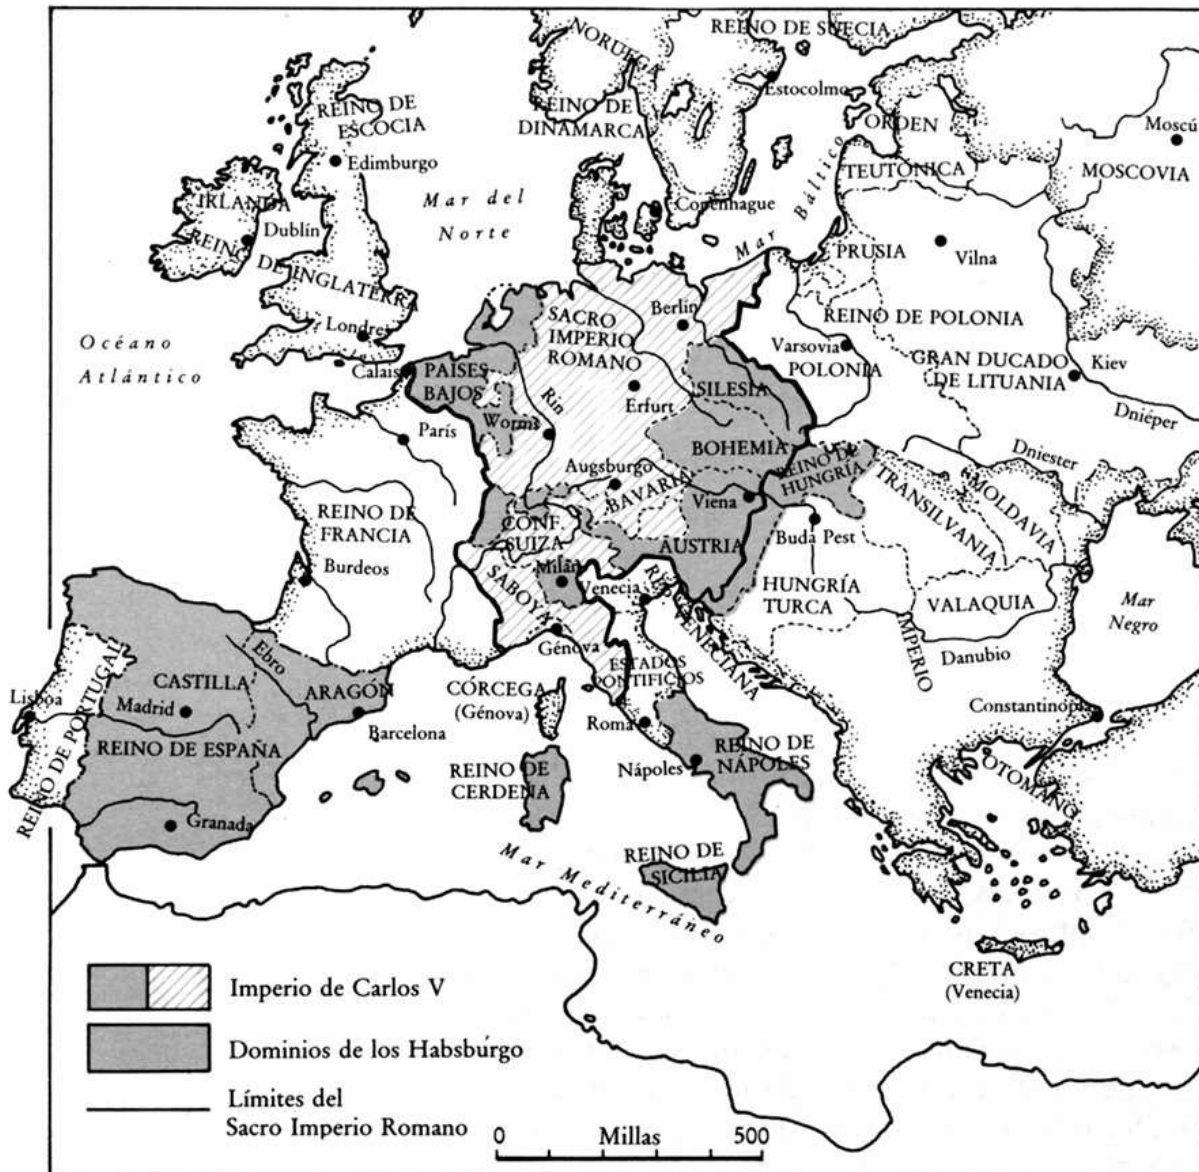 NORUEGA
REINO DE SUECIA
Estocolmo
REINO DE
ESCOCIA
Edimburgo
REINO DE
DINAMARCA
ORDEN
TEUTÓNICA
Moscú
MOSCOVIA
IRLANDA
Dublín
REINO
DE INGLATERRA
Londres
Mar del
Norte
Copenhague
Mar Báltico
PRUSIA
Vilna
Océano
Atlántico
Calais
PAÍSES
BAJOS
SACRO
IMPERIO
ROMANO
Berlín
REINO DE POLONIA
Varsovia
POLONIA
GRAN DUCADO
DE LITUANIA
Kiev
Dniéper
París
Worms
Rin
Erfurt
SILESIA
BOHEMIA
Augsburgo
BAVARIA
Viena
REINO DE
HUNGRÍA
Dniester
TRANSILVANIA
MOLDAVIA
REINO DE
FRANCIA
Burdeos
CONF.
SUIZA
AUSTRIA
Buda Pest
SABOYA
Milán
Venecia
REP. VENECIANA
HUNGRÍA
TURCA
VALAQUIA
Mar
Negro
IMPERIO
Danubio
Génova
ESTADOS
PONTIFICIOS
Ebro
Lisboa
REINO DE PORTUGAL
CASTILLA
Madrid
ARAGÓN
REINO DE ESPAÑA
Barcelona
Granada
CÓRCEGA
(Génova)
Roma
Constantinopla
REINO DE
CERDEÑA
Nápoles
REINO DE
NÁPOLES
OTOMANO
Mar Mediterráneo
REINO DE
SICILIA
CRETA
(Venecia)
Imperio de Carlos V
Dominios de los Habsburgo
Límites del
Sacro Imperio Romano
0 Millas 500